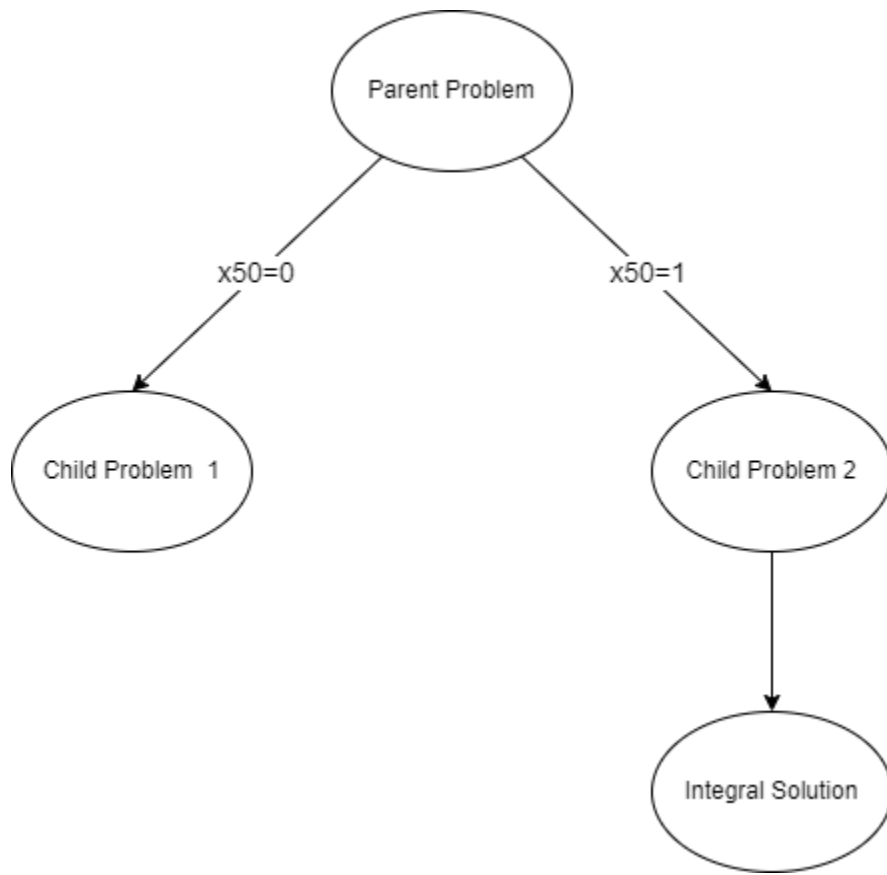 Parent Problem
x50=0
x50=1
Child Problem  1
Child Problem 2
Integral Solution